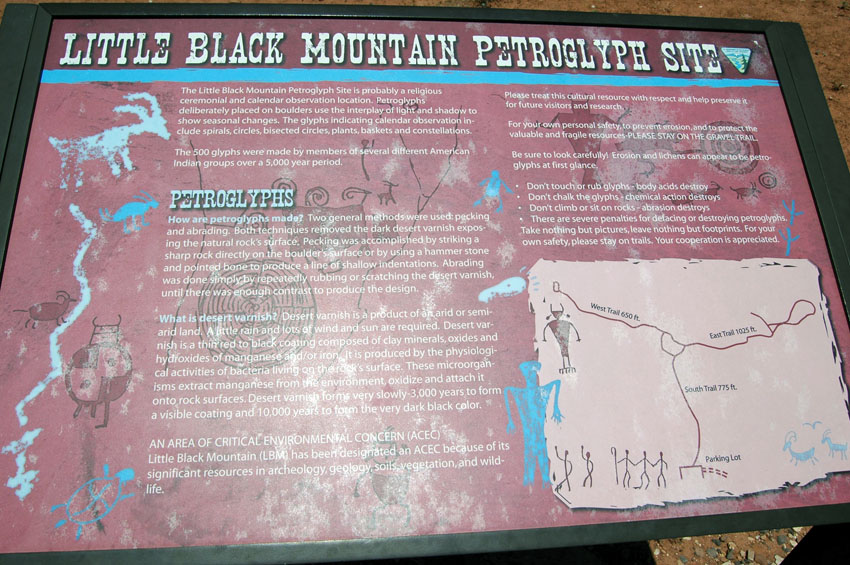 LITTLE BLACK MOUNTAIN PETROGLYPH SITE
The Little Black Mountain Petroglyph Site is probably a religious
ceremonial and calendar observation location. Petroglyphs
deliberately placed on boulders use the interplay of light and shadow to
show seasonal changes. The glyphs indicating calendar observation in-
clude spirals, circles, bisected circles, plants, baskets and constellations.
The 500 glyphs were made by members of several different American
Indian groups over a 5,000 year period.
PETROGLYPHS
How are petroglyphs made? Two general methods were used: pecking
and abrading. Both techniques removed the dark desert varnish expos-
ing the natural rock's surface. Pecking was accomplished by striking a
sharp rock directly on the boulder's surface or by using a hammer stone
and pointed bone to produce a line of shallow indentations. Abrading
was done simply by repeatedly rubbing or scratching the desert varnish,
until there was enough contrast to produce the design.
What is desert varnish? Desert varnish is a product of an arid or semi-
arid land. A little rain and lots of wind and sun are required. Desert var-
nish is a thin red to black coating composed of clay minerals, oxides and
hydroxides of manganese and/or iron. It is produced by the physiologi-
cal activities of bacteria living on the rock's surface. These microorgan-
isms extract manganese from the environment, oxidize and attach it
onto rock surfaces. Desert varnish forms very slowly-3,000 years to form
a visible coating and 10,000 years to form the very dark black color.
AN AREA OF CRITICAL ENVIRONMENTAL CONCERN (ACEC)
Little Black Mountain (LBM) has been designated an ACEC because of its
significant resources in archeology, geology, soils, vegetation, and wild-
life.
Please treat this cultural resource with respect and help preserve it
for future visitors and research.
For your own personal safety, to prevent erosion, and to protect the
valuable and fragile resources-PLEASE STAY ON THE GRAVEL TRAIL.
Be sure to look carefully! Erosion and lichens can appear to be petro-
glyphs at first glance.
• Don't touch or rub glyphs - body acids destroy
• Don't chalk the glyphs - chemical action destroys
• Don't climb or sit on rocks - abrasion destroys
• There are severe penalties for defacing or destroying petroglyphs.
Take nothing but pictures, leave nothing but footprints. For your
own safety, please stay on trails. Your cooperation is appreciated.
West Trail 650 ft.
East Trail 1025 ft.
South Trail 775 ft.
Parking Lot